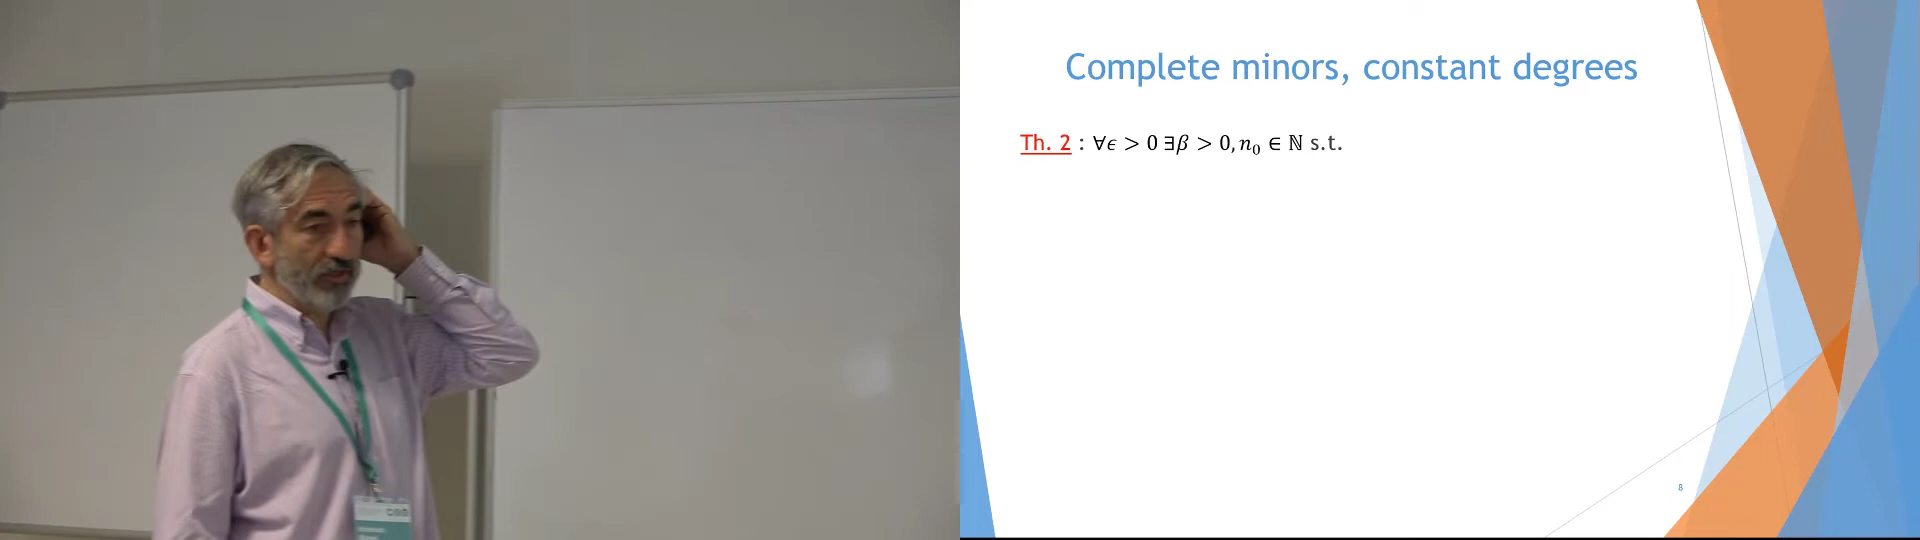 Complete minors, constant degrees
Th. 2 : ∀ϵ > 0 ∃β > 0, n₀ ∈ ℕ s.t.
8